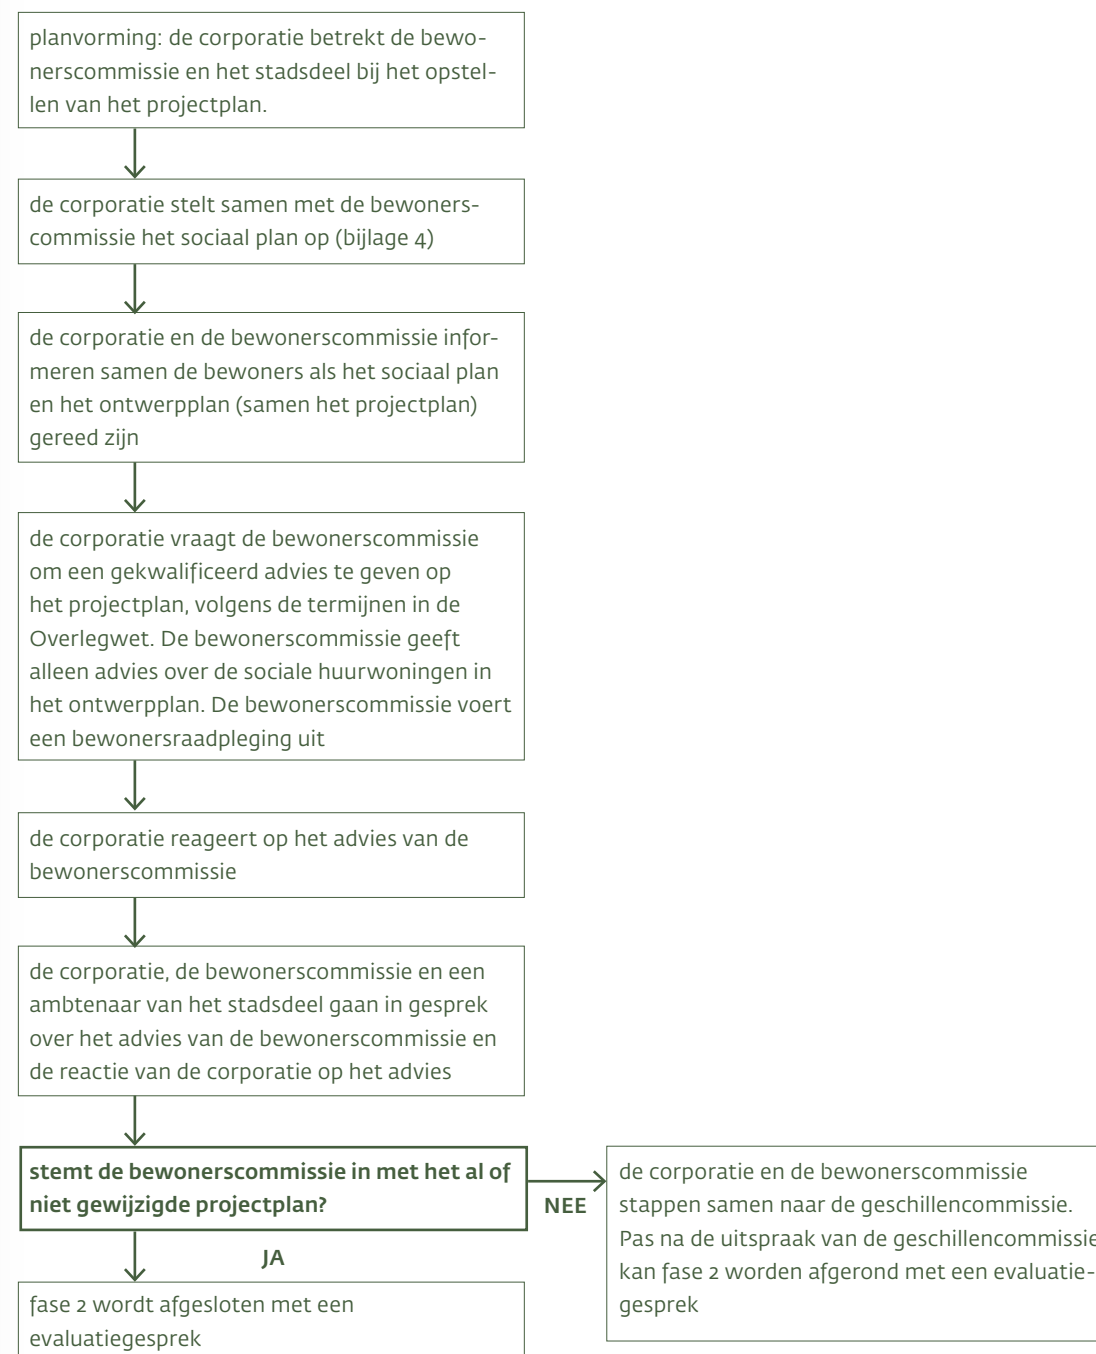 planvorming: de corporatie betrekt de bewo-
nerscommissie en het stadsdeel bij het opstel-
len van het projectplan.
de corporatie stelt samen met de bewoners-
commissie het sociaal plan op (bijlage 4)
de corporatie en de bewonerscommissie infor-
meren samen de bewoners als het sociaal plan
en het ontwerpplan (samen het projectplan)
gereed zijn
de corporatie vraagt de bewonerscommissie
om een gekwalificeerd advies te geven op
het projectplan, volgens de termijnen in de
Overlegwet. De bewonerscommissie geeft
alleen advies over de sociale huurwoningen in
het ontwerpplan. De bewonerscommissie voert
een bewonersraadpleging uit
de corporatie reageert op het advies van de
bewonerscommissie
de corporatie, de bewonerscommissie en een
ambtenaar van het stadsdeel gaan in gesprek
over het advies van de bewonerscommissie en
de reactie van de corporatie op het advies
stemt de bewonerscommissie in met het al of
niet gewijzigde projectplan?
NEE
de corporatie en de bewonerscommissie
stappen samen naar de geschillencommissie.
Pas na de uitspraak van de geschillencommissie
kan fase 2 worden afgerond met een evaluatie-
gesprek
JA
fase 2 wordt afgesloten met een
evaluatiegesprek